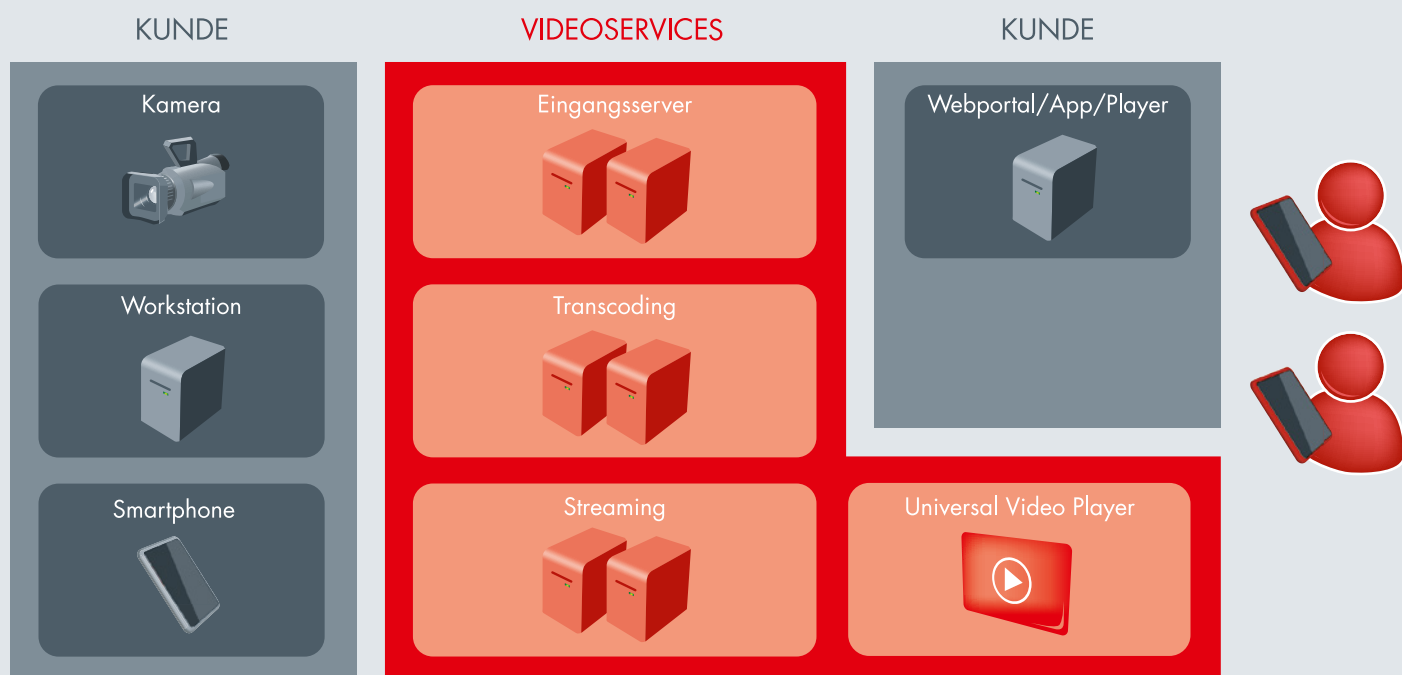 KUNDE
VIDEOSERVICES
KUNDE
Kamera
Eingangsserver
Webportal/App/Player
Workstation
Transcoding
Smartphone
Streaming
Universal Video Player